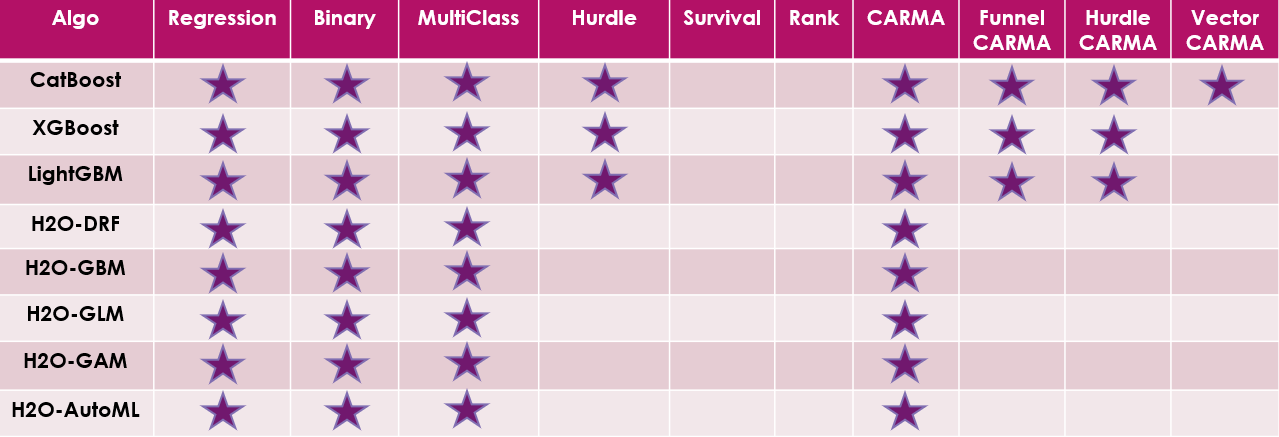 Algo Regression Binary MultiClass Hurdle Survival Rank CARMA Funnel CARMA Hurdle CARMA Vector CARMA
CatBoost
XGBoost
LightGBM
H2O-DRF
H2O-GBM
H2O-GLM
H2O-GAM
H2O-AutoML